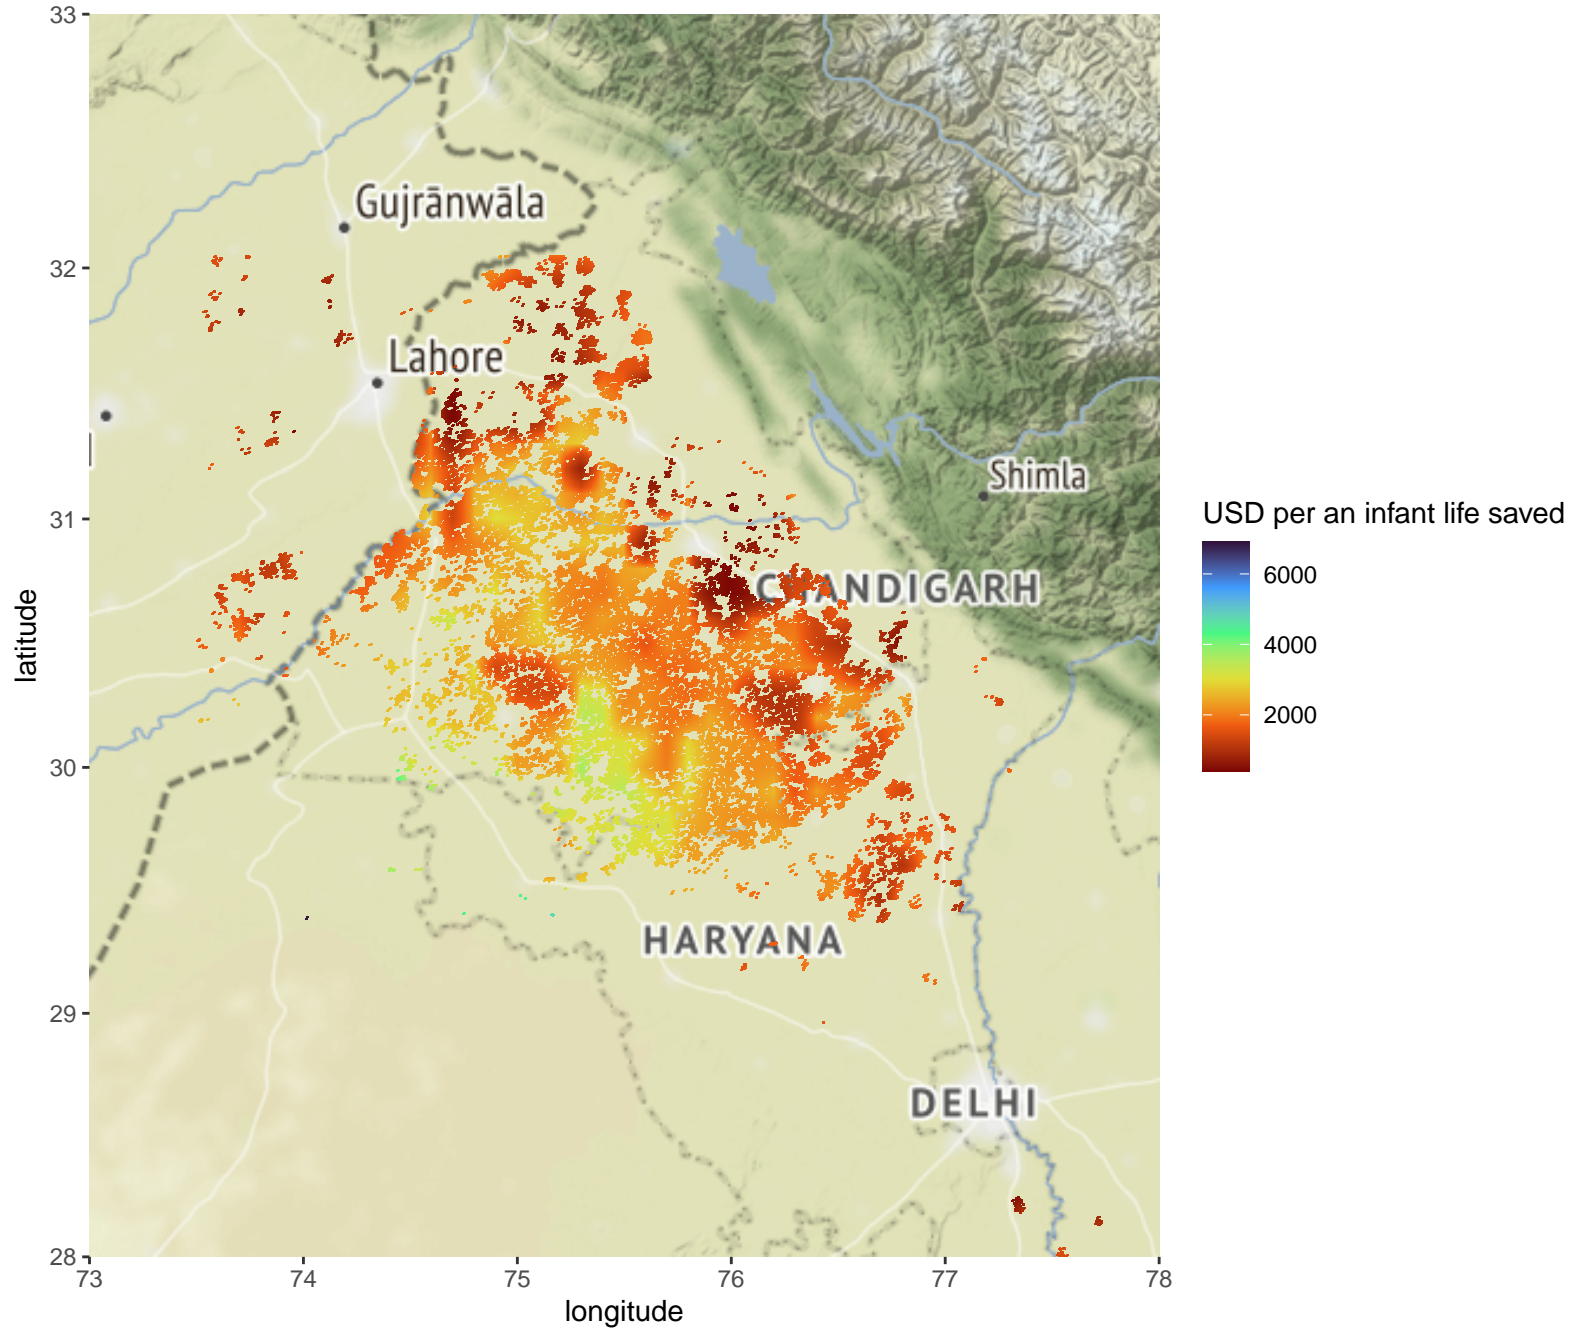 33
32
31
30
29
28
latitude
73
74
75
76
77
78
longitude
Gujrānwāla
Lahore
Shimla
CHANDIGARH
HARYANA
DELHI
USD per an infant life saved
6000
4000
2000